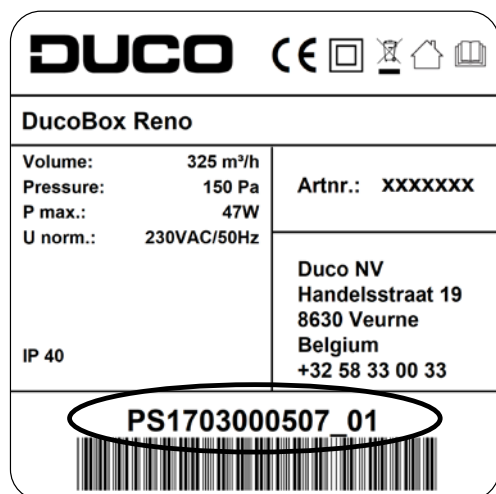 DUCO CE
DucoBox Reno
Volume: 325 m³/h
Pressure: 150 Pa
P max.: 47W
U norm.: 230VAC/50Hz
IP 40
Artnr.: XXXXXXX
Duco NV
Handelsstraat 19
8630 Veurne
Belgium
+32 58 33 00 33
PS1703000507_01